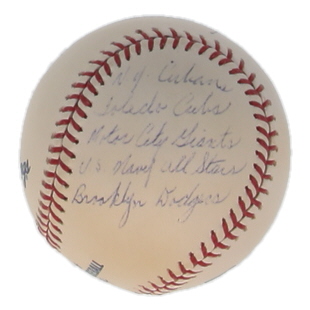 N.Y. Cubans
Toledo Cubs
Motor City Giants
U.S. Navy All Stars
Brooklyn Dodgers